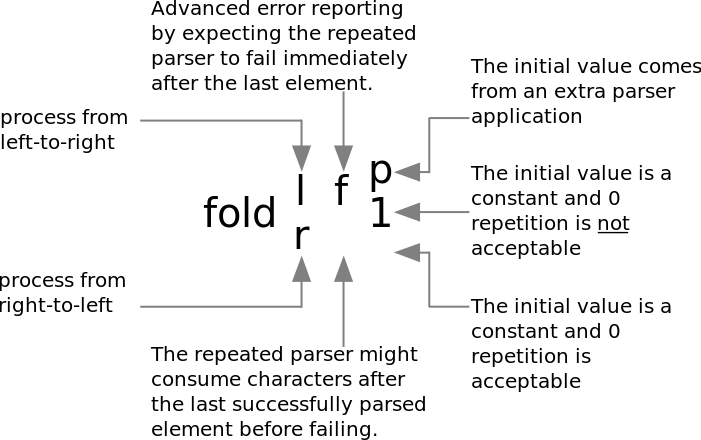 Advanced error reporting
by expecting the repeated
parser to fail immediately
after the last element.
process from
left-to-right
The initial value comes
from an extra parser
application
fold
l
r
f
p
1
The initial value is a
constant and 0
repetition is not
acceptable
process from
right-to-left
The initial value is a
constant and 0
repetition is
acceptable
The repeated parser might
consume characters after
the last successfully parsed
element before failing.